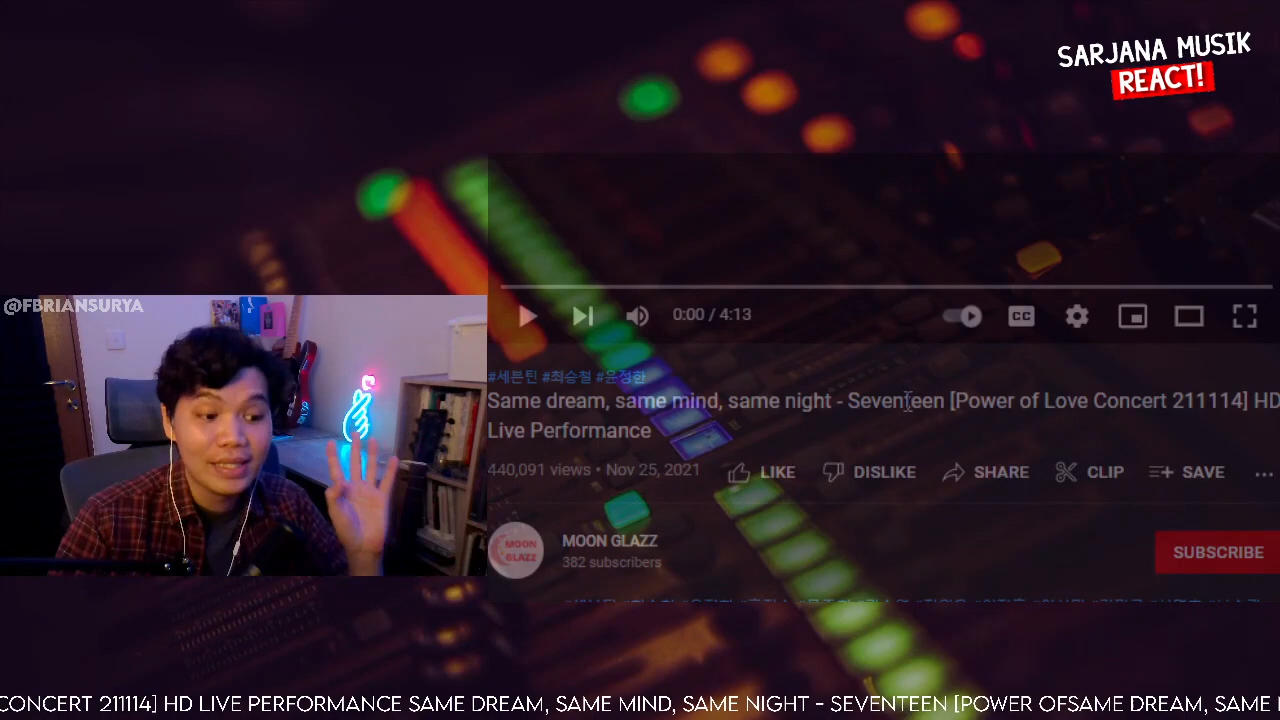 SARJANA MUSIK
REACT!
@FBRIANSURYA
0:00 / 4:13
CC
#세븐틴 #최승철 #윤정한
Same dream, same mind, same night - Seventeen [Power of Love Concert 211114] HD
Live Performance
440,091 views • Nov 25, 2021
LIKE
DISLIKE
SHARE
CLIP
SAVE
MOON GLAZZ
MOON GLAZZ
382 subscribers
SUBSCRIBE
CONCERT 211114] HD LIVE PERFORMANCE SAME DREAM, SAME MIND, SAME NIGHT - SEVENTEEN [POWER OFSAME DREAM, SAME